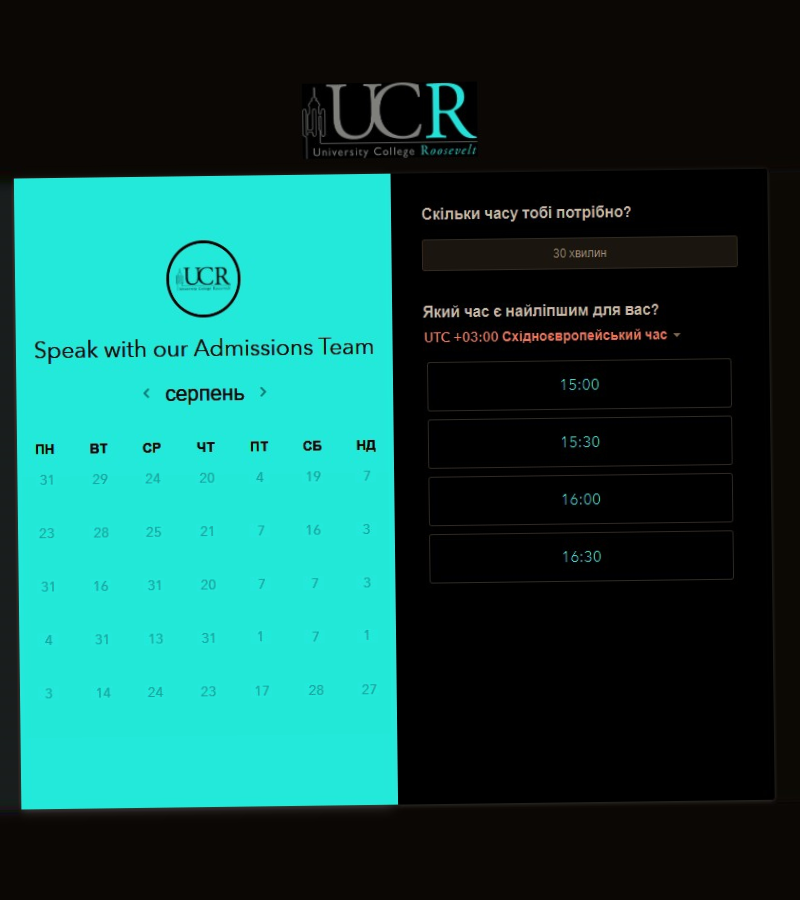 UCR
University College Roosevelt
UCR
Speak with our Admissions Team
серпень
ПН ВТ СР ЧТ ПТ СБ НД
31 29 24 20 4 19 7
23 28 25 21 7 16 3
31 16 31 20 7 7 3
4 31 13 31 1 7 1
3 14 24 23 17 28 27
Скільки часу тобі потрібно?
30 хвилин
Який час є найліпшим для вас?
UTC +03:00 Східноєвропейський час
15:00
15:30
16:00
16:30